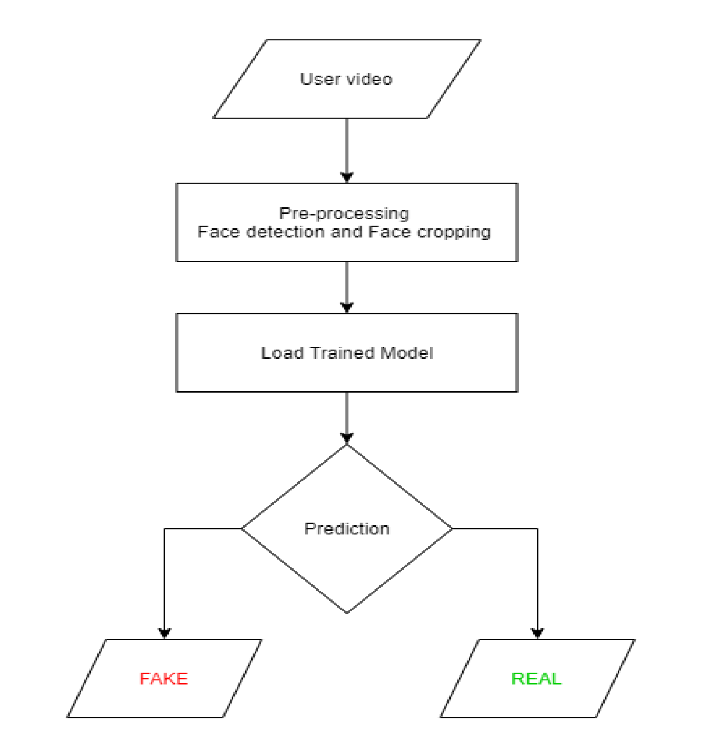 User video
Pre-processing
Face detection and Face cropping
Load Trained Model
Prediction
FAKE
REAL